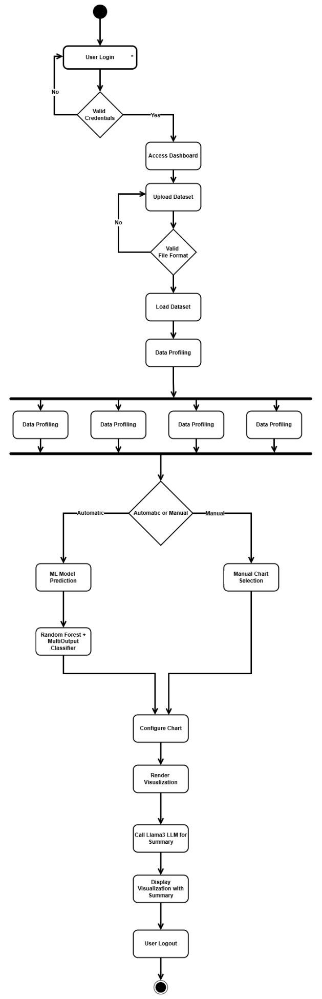 User Login *
No
Valid
Credentials
Yes
Access Dashboard
Upload Dataset
No
Valid
File Format
Load Dataset
Data Profiling
Data Profiling
Data Profiling
Data Profiling
Data Profiling
Automatic
Automatic or Manual
Manual
ML Model
Prediction
Manual Chart
Selection
Random Forest +
MultiOutput
Classifier
Configure Chart
Render
Visualization
Call Llama3 LLM for
Summary
Display
Visualization with
Summary
User Logout